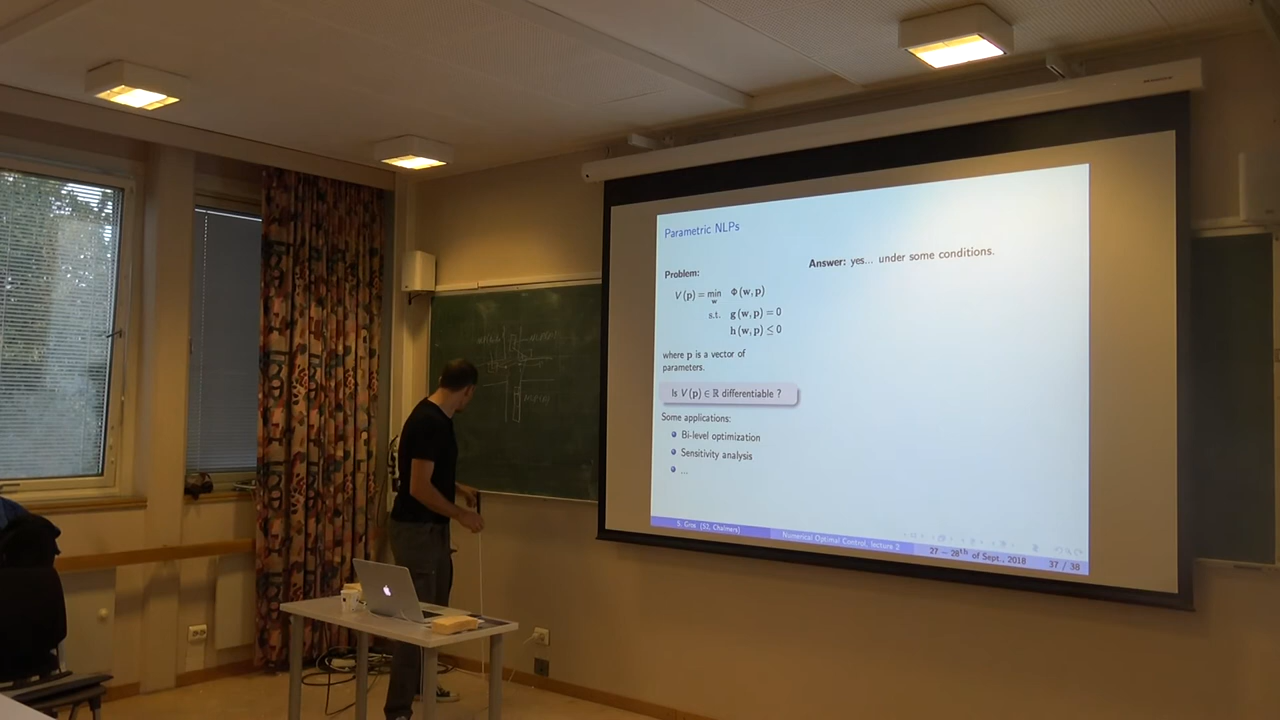 Parametric NLPs
Answer: yes... under some conditions.
Problem:
V(p) = min Φ(w,p)
w
s.t. g(w,p) = 0
h(w,p) ≤ 0
where p is a vector of
parameters.
Is V(p) ∈ ℝ differentiable ?
Some applications:
Bi-level optimization
Sensitivity analysis
...
S. Gros (S2, Chalmers)
Numerical Optimal Control, lecture 2
27 – 28th of Sept., 2018
37 / 38